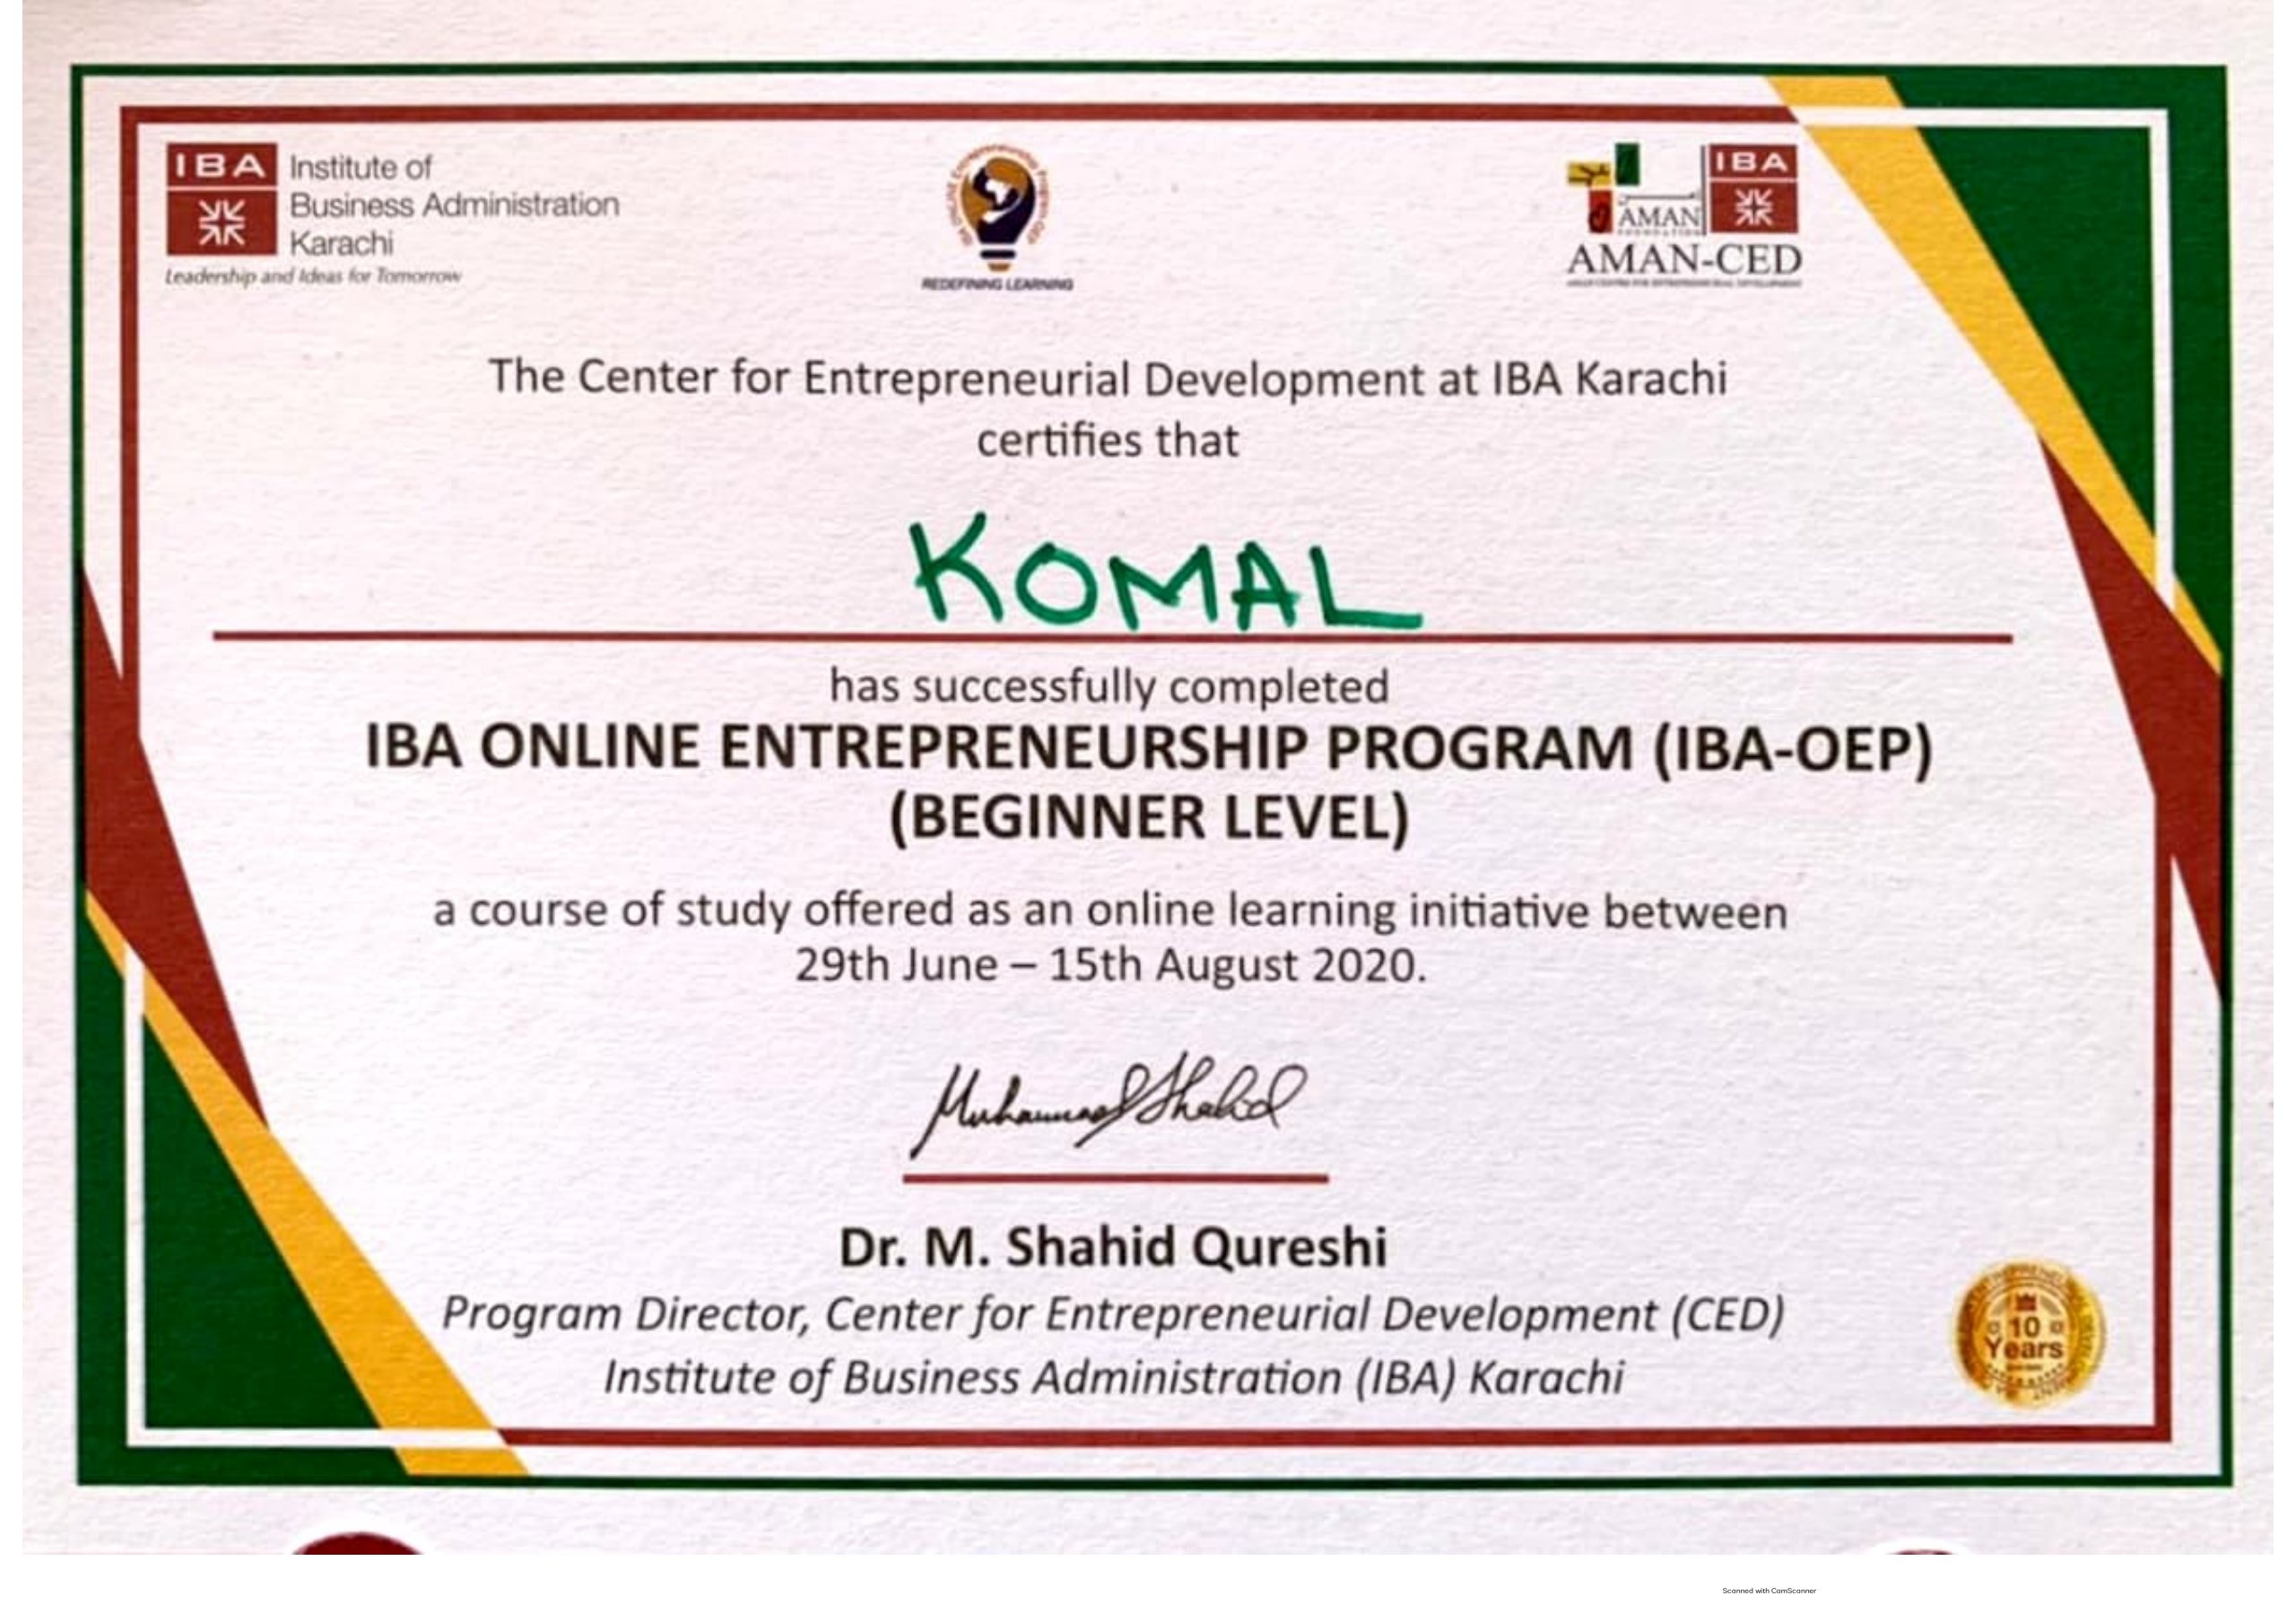 IBA
Institute of
Business Administration
Karachi
Leadership and Ideas for Tomorrow
REDEFINING LEARNING
IBA
AMAN
FOUNDATION
AMAN-CED
The Center for Entrepreneurial Development at IBA Karachi
certifies that
KOMAL
has successfully completed
IBA ONLINE ENTREPRENEURSHIP PROGRAM (IBA-OEP)
(BEGINNER LEVEL)
a course of study offered as an online learning initiative between
29th June – 15th August 2020.
Muhammad Shahid
Dr. M. Shahid Qureshi
Program Director, Center for Entrepreneurial Development (CED)
Institute of Business Administration (IBA) Karachi
10
Years
Scanned with CamScanner